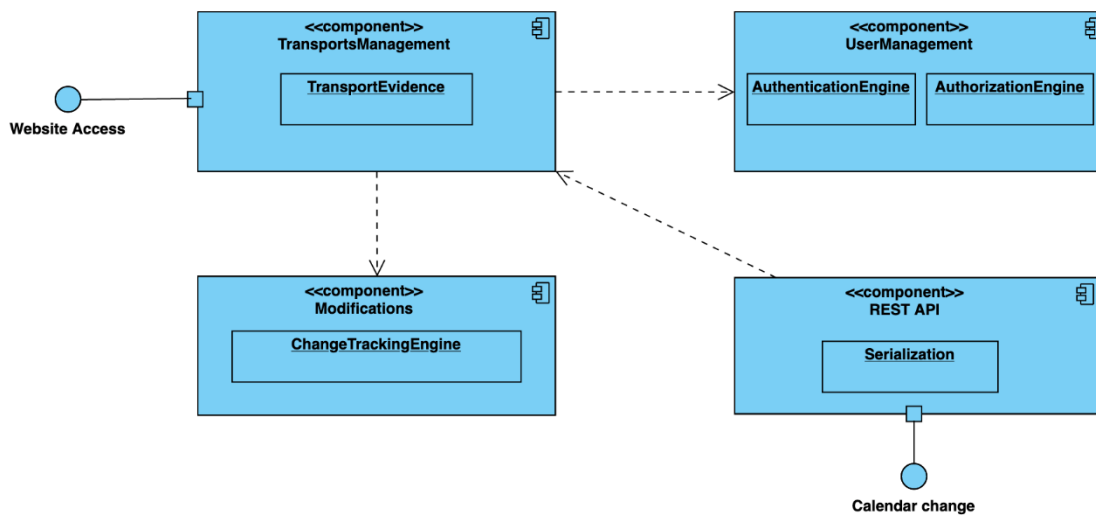 <<component>>
TransportsManagement
TransportEvidence
<<component>>
UserManagement
AuthenticationEngine
AuthorizationEngine
Website Access
<<component>>
Modifications
ChangeTrackingEngine
<<component>>
REST API
Serialization
Calendar change